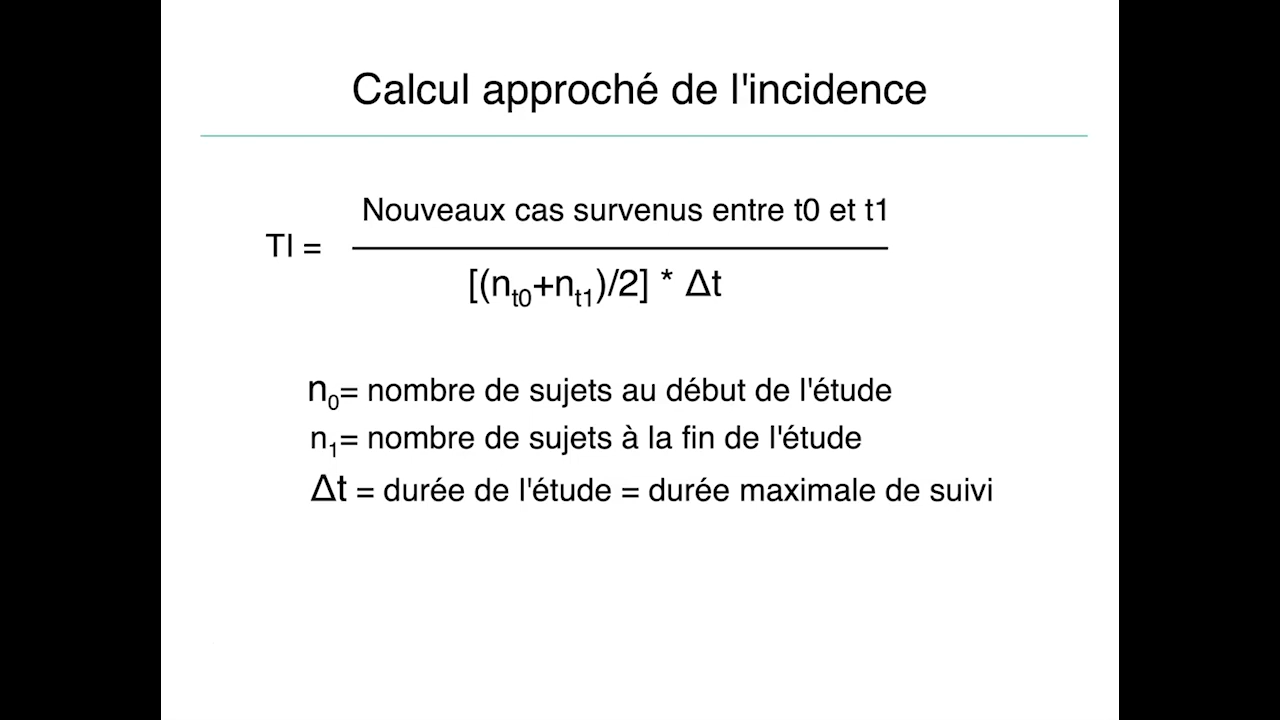 Calcul approché de l'incidence
Nouveaux cas survenus entre t0 et t1
TI =
[(nt0+nt1)/2] * Δt
n0= nombre de sujets au début de l'étude
n1= nombre de sujets à la fin de l'étude
Δt = durée de l'étude = durée maximale de suivi